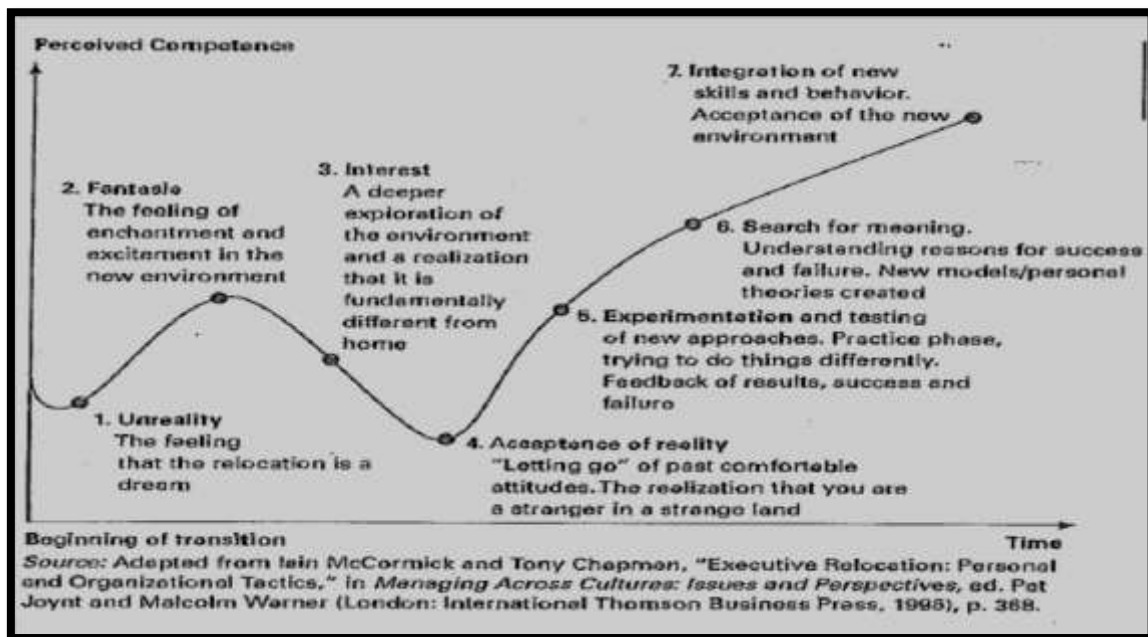 Perceived Competence
7. Integration of new
skills and behavior.
Acceptance of the new
environment
3. Interest
A deeper
exploration of
the environment
and a realization
that it is
fundamentally
different from
home
2. Fantasie
The feeling of
enchantment and
excitement in the
new environment
6. Search for meaning.
Understanding reasons for success
and failure. New models/personal
theories created
5. Experimentation and testing
of new approaches. Practice phase,
trying to do things differently.
Feedback of results, success and
failure
1. Unreality
The feeling
that the relocation is a
dream
4. Acceptance of reality
"Letting go" of past comfortable
attitudes. The realization that you are
a stranger in a strange land
Beginning of transition
Time
Source: Adapted from Iain McCormick and Tony Chapman, "Executive Relocation: Personal
and Organizational Tactics," in Managing Across Cultures: Issues and Perspectives, ed. Pat
Joynt and Malcolm Warner (London: International Thomson Business Press, 1996), p. 368.